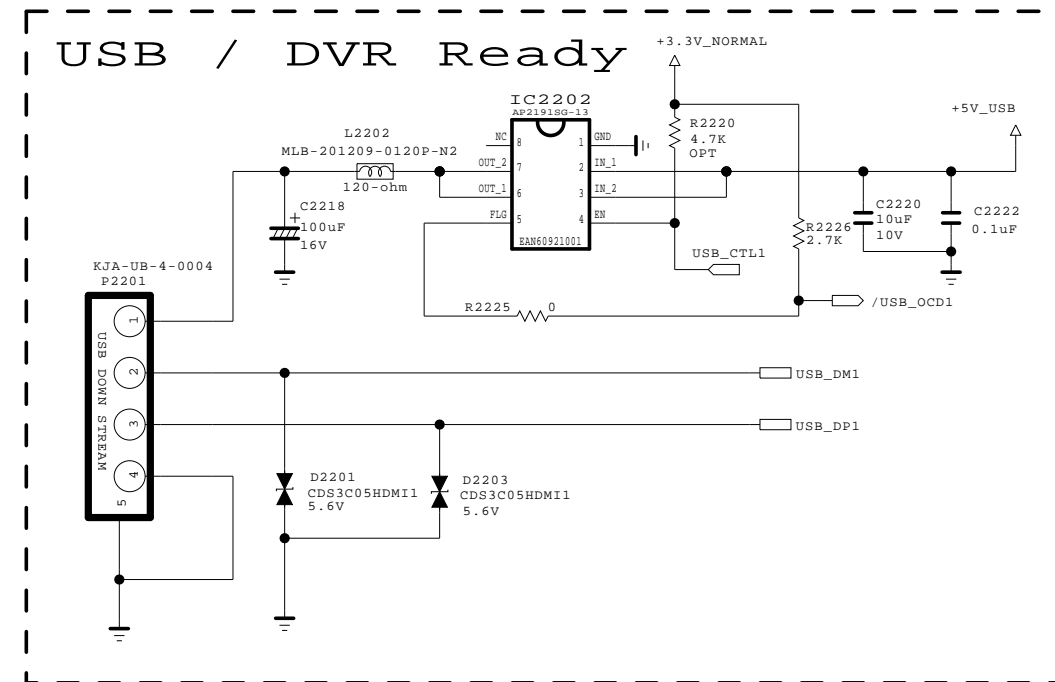 USB / DVR Ready
+3.3V_NORMAL
+5V_USB
IC2202
AP2191SG-13
NC
8
OUT_2
7
OUT_1
6
FLG
5
1
GND
2
IN_1
3
IN_2
4
EN
EAN60921001
L2202
MLB-201209-0120P-N2
120-ohm
R2220
4.7K
OPT
C2218
+
100uF
16V
C2220
10uF
10V
C2222
0.1uF
R2226
2.7K
USB_CTL1
/USB_OCD1
R2225
0
KJA-UB-4-0004
P2201
USB DOWN STREAM
1
2
3
4
5
USB_DM1
USB_DP1
D2201
CDS3C05HDMI1
5.6V
D2203
CDS3C05HDMI1
5.6V